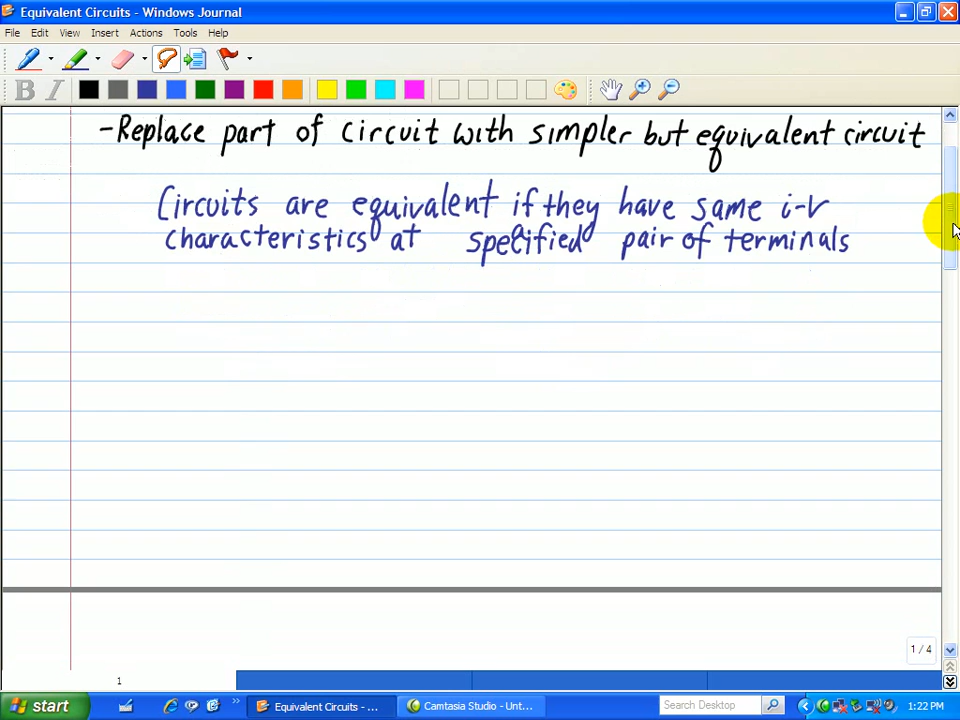 Equivalent Circuits - Windows Journal
File Edit View Insert Actions Tools Help
B I
-Replace part of circuit with simpler but equivalent circuit
Circuits are equivalent if they have same i-v
characteristics at specified pair of terminals
1 / 4
1
start Equivalent Circuits - ... Camtasia Studio - Unt... Search Desktop 1:22 PM